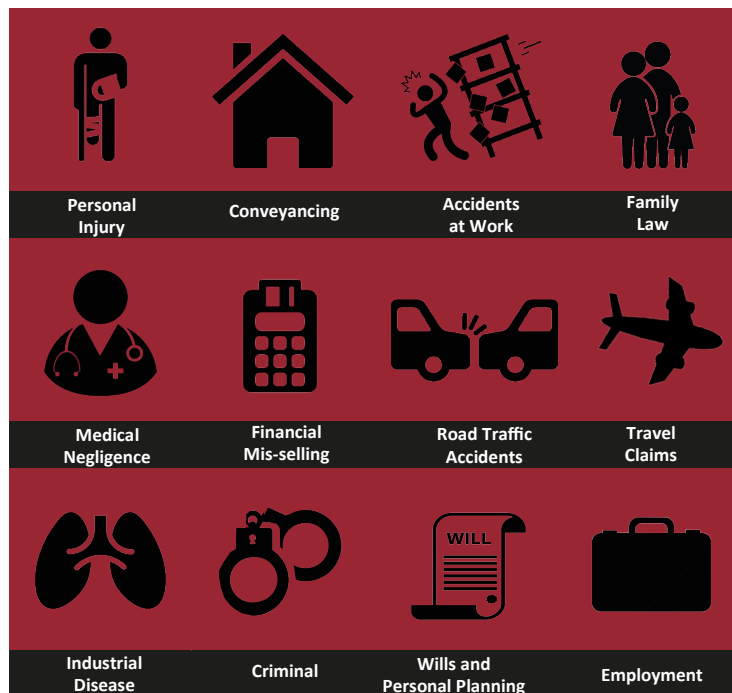 Personal
Injury
Conveyancing
Accidents
at Work
Family
Law
Medical
Negligence
Financial
Mis-selling
Road Traffic
Accidents
Travel
Claims
WILL
Industrial
Disease
Criminal
Wills and
Personal Planning
Employment